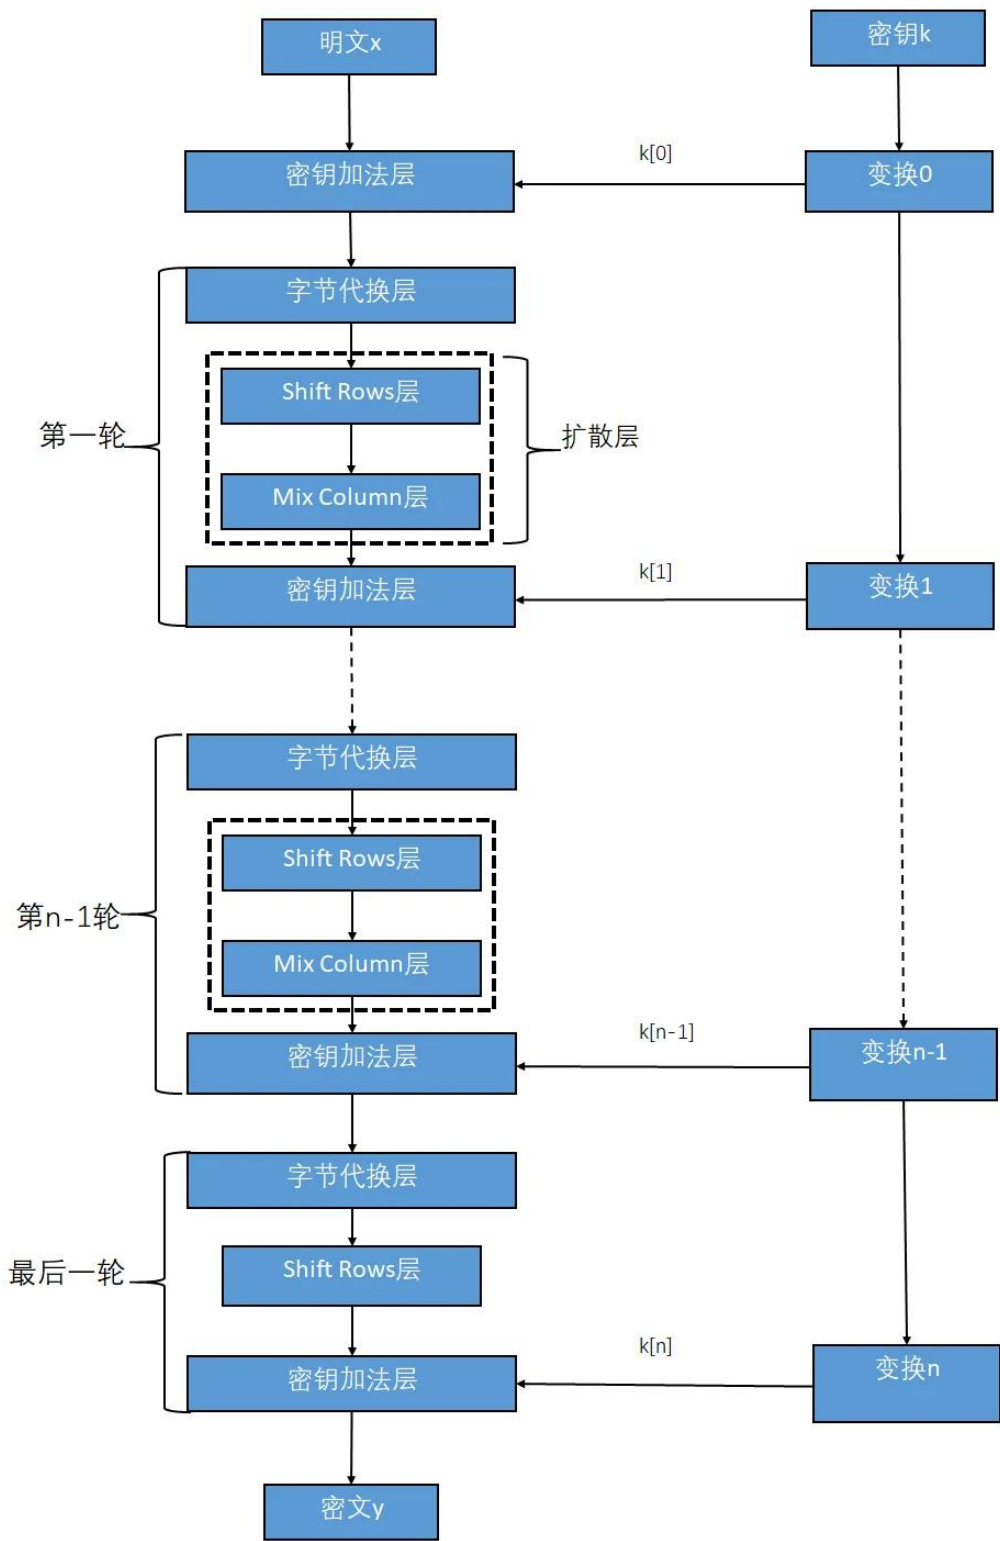 明文x
密钥k
k[0]
密钥加法层
变换0
字节代换层
Shift Rows层
第一轮
扩散层
Mix Column层
k[1]
密钥加法层
变换1
字节代换层
Shift Rows层
第n-1轮
Mix Column层
k[n-1]
密钥加法层
变换n-1
字节代换层
Shift Rows层
最后一轮
k[n]
密钥加法层
变换n
密文y